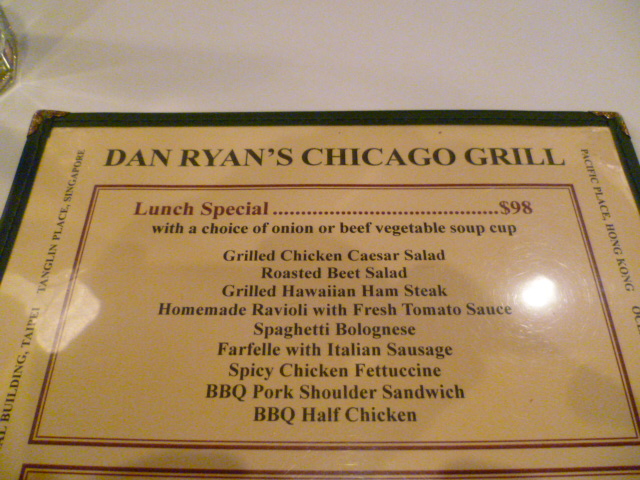 DAN RYAN'S CHICAGO GRILL
Lunch Special ......................................$98
with a choice of onion or beef vegetable soup cup
Grilled Chicken Caesar Salad
Roasted Beet Salad
Grilled Hawaiian Ham Steak
Homemade Ravioli with Fresh Tomato Sauce
Spaghetti Bolognese
Farfelle with Italian Sausage
Spicy Chicken Fettuccine
BBQ Pork Shoulder Sandwich
BBQ Half Chicken
BUILDING, TAIPEI
TANGLIN PLACE, SINGAPORE
PACIFIC PLACE, HONG KONG